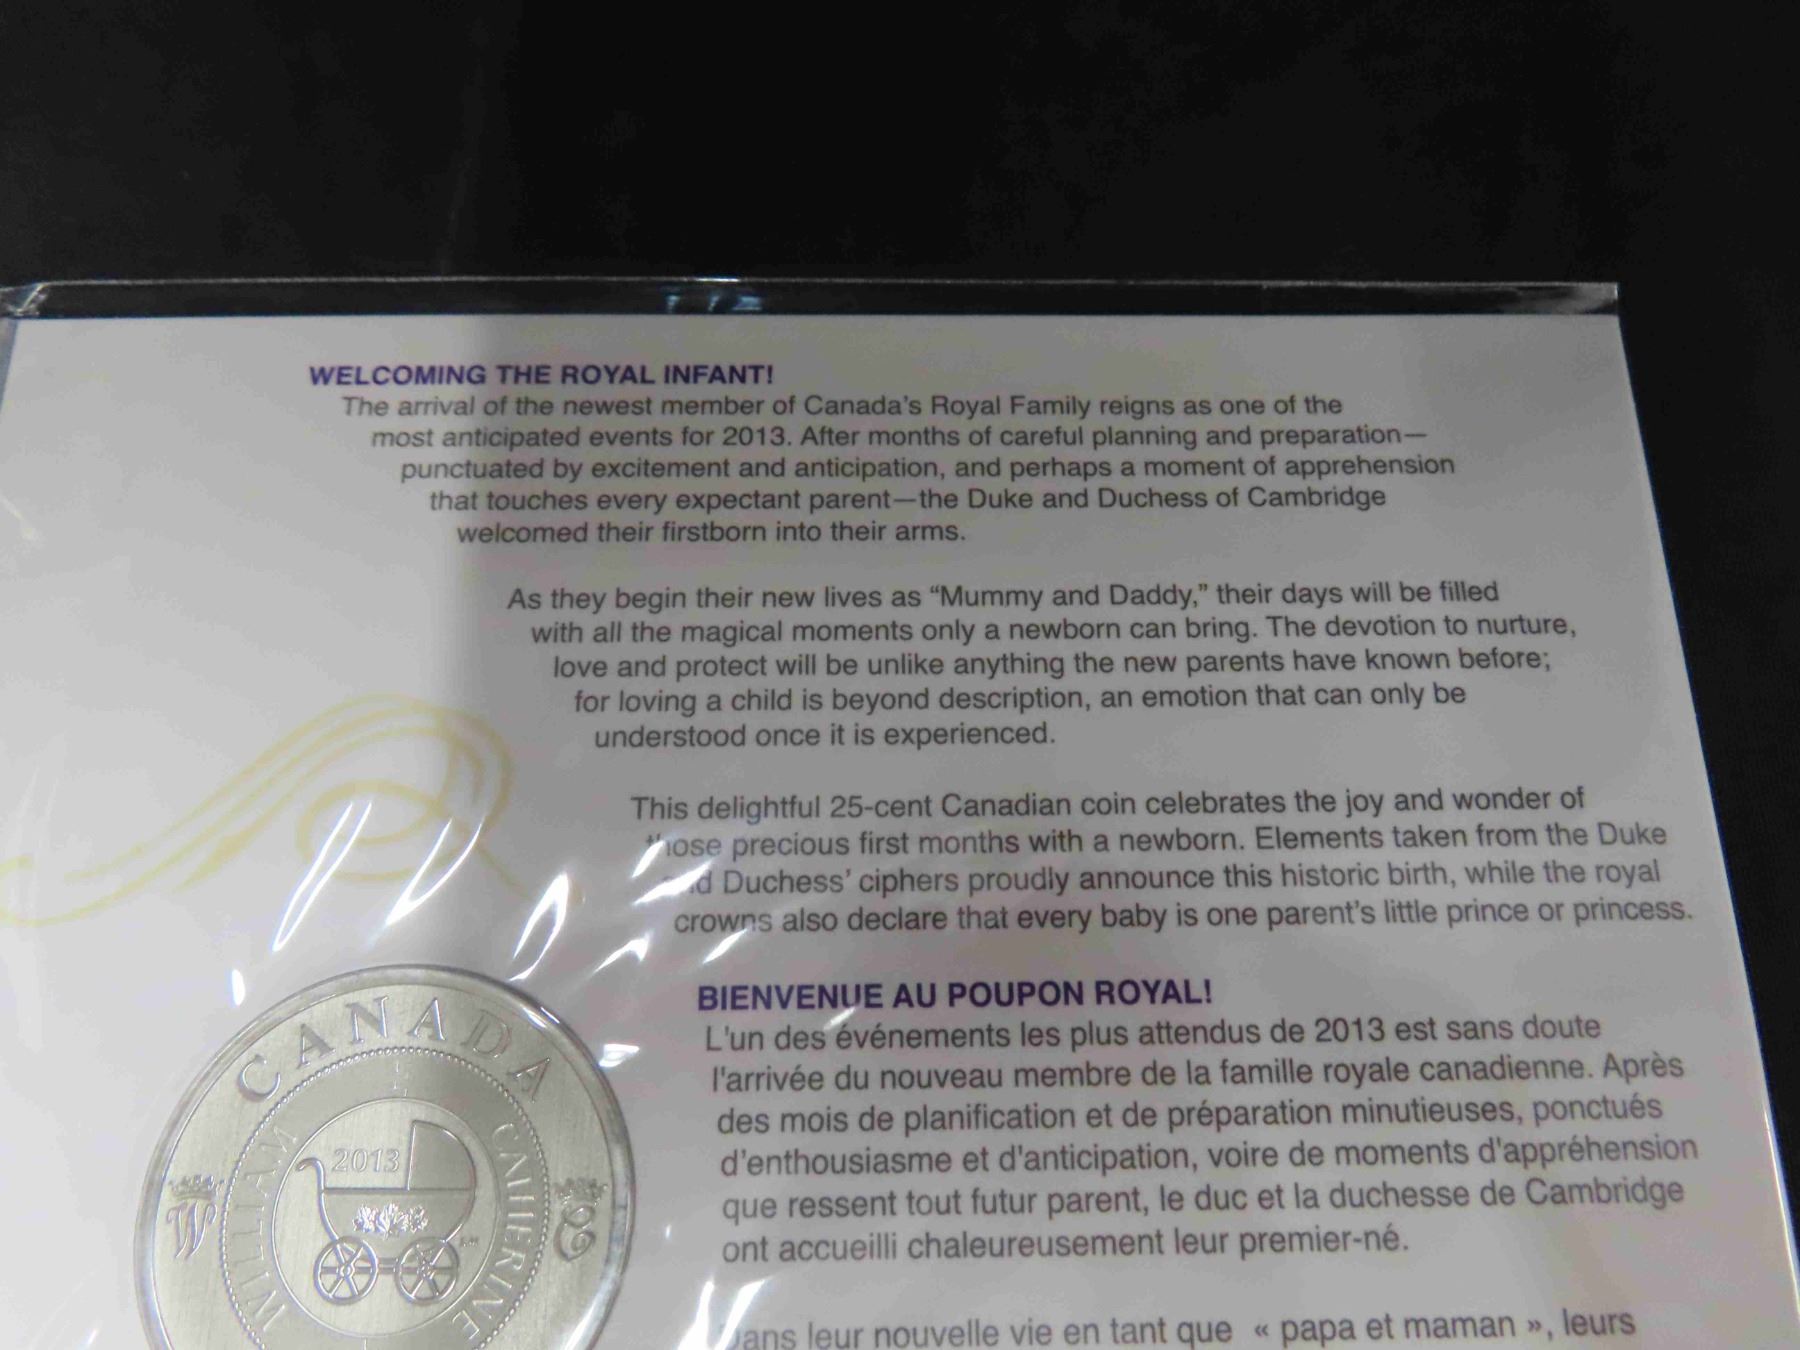 WELCOMING THE ROYAL INFANT!
The arrival of the newest member of Canada's Royal Family reigns as one of the
most anticipated events for 2013. After months of careful planning and preparation—
punctuated by excitement and anticipation, and perhaps a moment of apprehension
that touches every expectant parent—the Duke and Duchess of Cambridge
welcomed their firstborn into their arms.
As they begin their new lives as “Mummy and Daddy,” their days will be filled
with all the magical moments only a newborn can bring. The devotion to nurture,
love and protect will be unlike anything the new parents have known before;
for loving a child is beyond description, an emotion that can only be
understood once it is experienced.
This delightful 25-cent Canadian coin celebrates the joy and wonder of
those precious first months with a newborn. Elements taken from the Duke
and Duchess’ ciphers proudly announce this historic birth, while the royal
crowns also declare that every baby is one parent’s little prince or princess.
BIENVENUE AU POUPON ROYAL!
L'un des événements les plus attendus de 2013 est sans doute
l'arrivée du nouveau membre de la famille royale canadienne. Après
des mois de planification et de préparation minutieuses, ponctués
d'enthousiasme et d'anticipation, voire de moments d'appréhension
que ressent tout futur parent, le duc et la duchesse de Cambridge
ont accueilli chaleureusement leur premier-né.
Dans leur nouvelle vie en tant que « papa et maman », leurs
CANADA
WILLIAM
CATHERINE
2013
W